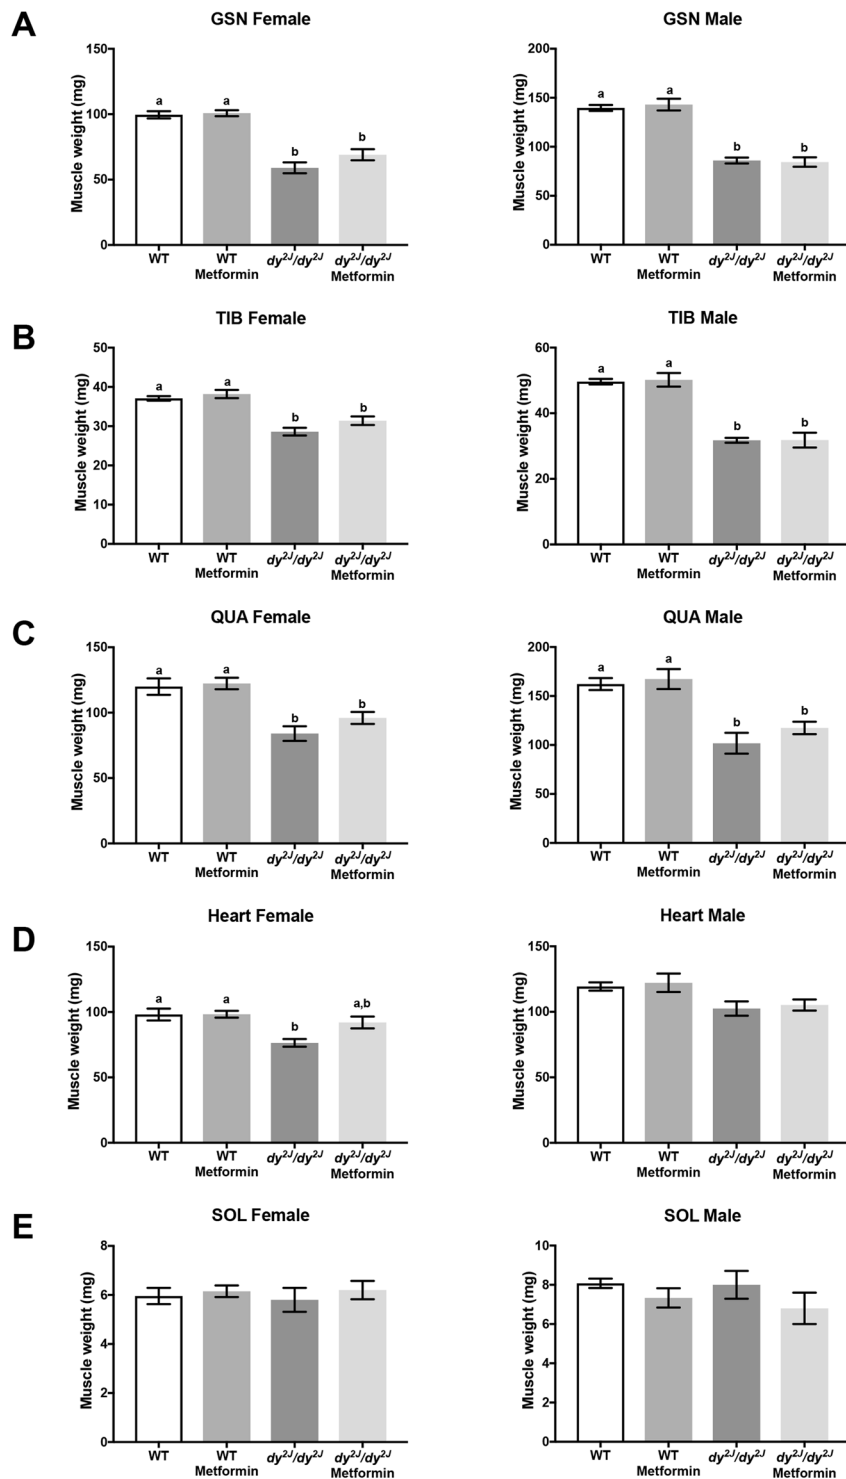 A
GSN Female
GSN Male
Muscle weight (mg)
150
100
50
0
a
a
b
b
WT
WT
Metformin
dy2J/dy2J
dy2J/dy2J
Metformin
Muscle weight (mg)
200
150
100
50
0
a
a
b
b
WT
WT
Metformin
dy2J/dy2J
dy2J/dy2J
Metformin
B
TIB Female
TIB Male
Muscle weight (mg)
50
40
30
20
10
0
a
a
b
b
WT
WT
Metformin
dy2J/dy2J
dy2J/dy2J
Metformin
Muscle weight (mg)
60
40
20
0
a
a
b
b
WT
WT
Metformin
dy2J/dy2J
dy2J/dy2J
Metformin
C
QUA Female
QUA Male
Muscle weight (mg)
150
100
50
0
a
a
b
b
WT
WT
Metformin
dy2J/dy2J
dy2J/dy2J
Metformin
Muscle weight (mg)
200
150
100
50
0
a
a
b
b
WT
WT
Metformin
dy2J/dy2J
dy2J/dy2J
Metformin
D
Heart Female
Heart Male
Muscle weight (mg)
150
100
50
0
a
a
b
a,b
WT
WT
Metformin
dy2J/dy2J
dy2J/dy2J
Metformin
Muscle weight (mg)
150
100
50
0
WT
WT
Metformin
dy2J/dy2J
dy2J/dy2J
Metformin
E
SOL Female
SOL Male
Muscle weight (mg)
8
6
4
2
0
WT
WT
Metformin
dy2J/dy2J
dy2J/dy2J
Metformin
Muscle weight (mg)
10
8
6
4
2
0
WT
WT
Metformin
dy2J/dy2J
dy2J/dy2J
Metformin